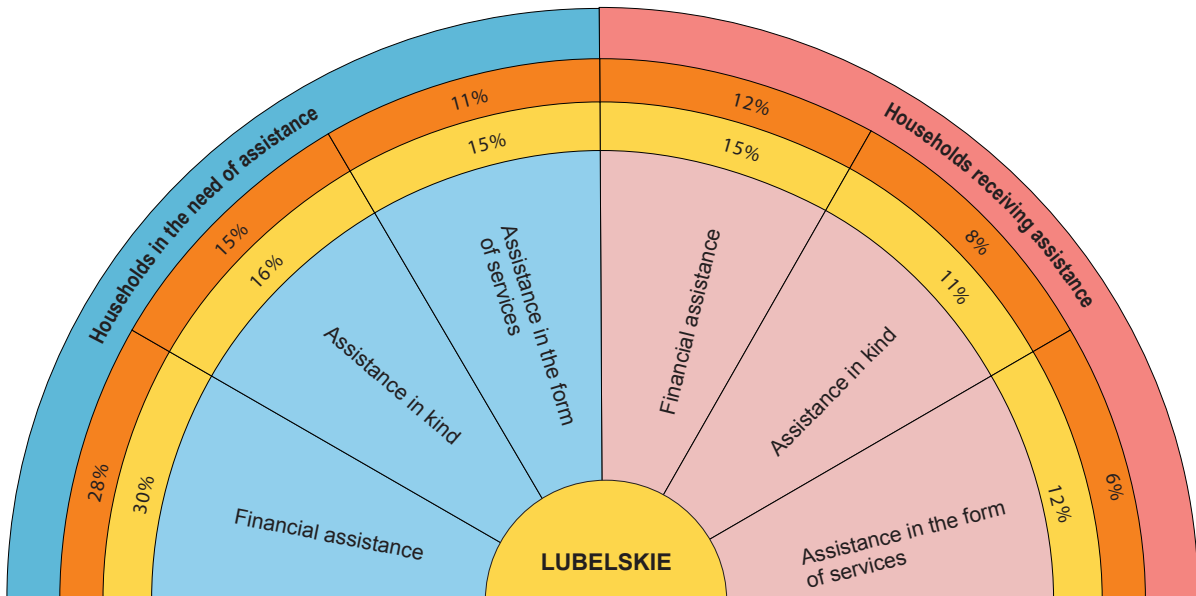 Households in the need of assistance
Households receiving assistance
28%
15%
11%
12%
8%
6%
30%
16%
15%
15%
11%
12%
Financial assistance
Assistance in kind
Assistance in the form
of services
Financial assistance
Assistance in kind
Assistance in the form
of services
LUBELSKIE